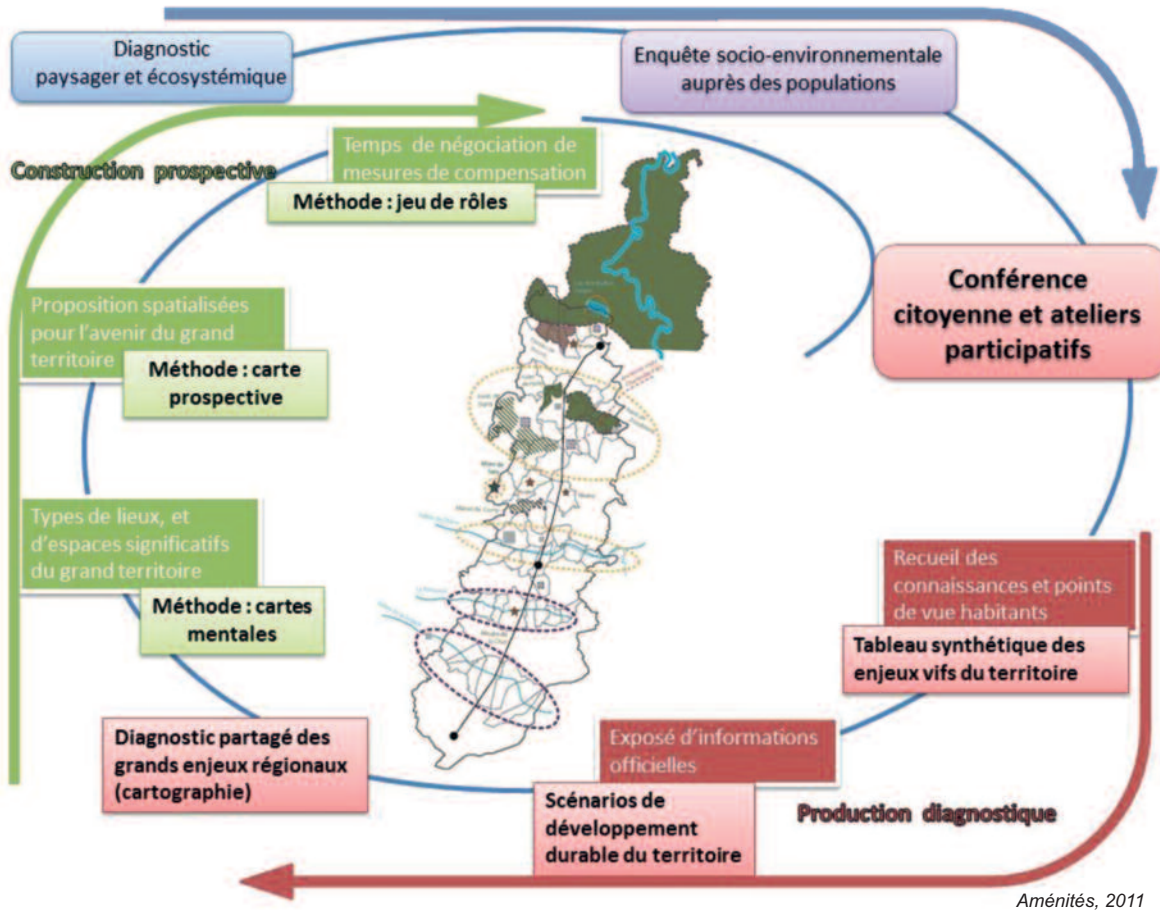 Diagnostic
paysager et écosystémique
Enquête socio-environnementale
auprès des populations
Construction prospective
Temps de négociation de
mesures de compensation
Méthode : jeu de rôles
Conférence
citoyenne et ateliers
participatifs
Proposition spatialisées
pour l'avenir du grand
territoire
Méthode : carte
prospective
Types de lieux, et
d'espaces significatifs
du grand territoire
Méthode : cartes
mentales
Recueil des
connaissances et points
de vue habitants
Tableau synthétique des
enjeux vifs du territoire
Diagnostic partagé des
grands enjeux régionaux
(cartographie)
Exposé d'informations
officielles
Scénarios de
développement
durable du territoire
Production diagnostique
Aménités, 2011